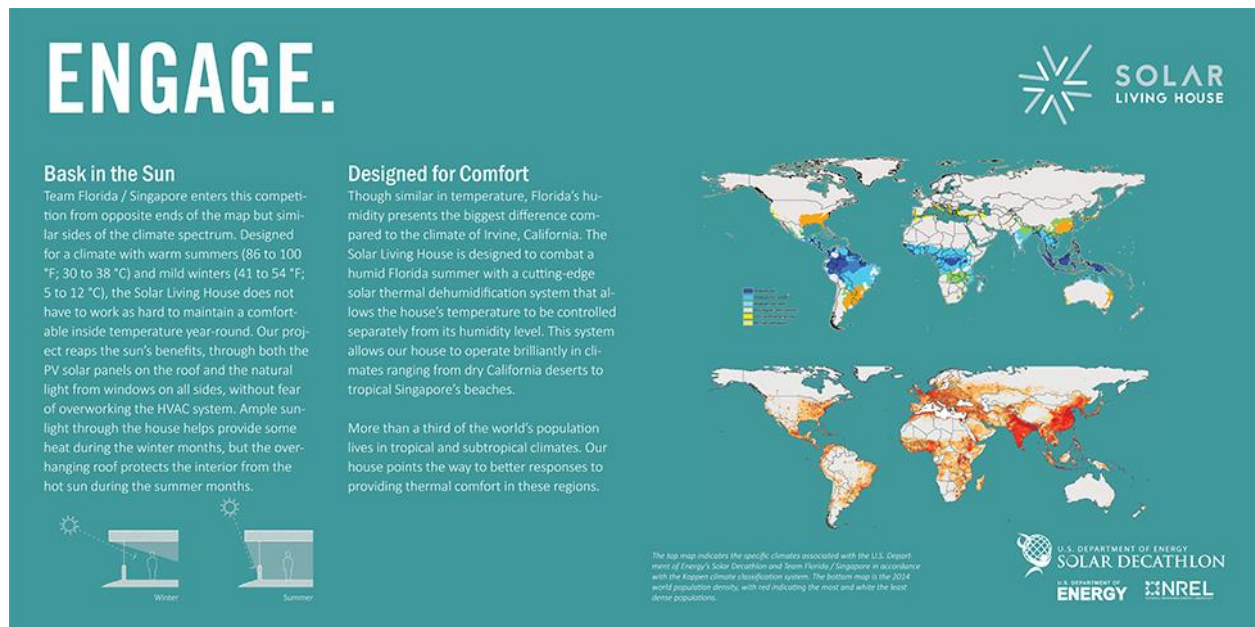 ENGAGE.
SOLAR
LIVING HOUSE
Bask in the Sun
Team Florida / Singapore enters this competi-
tion from opposite ends of the map but simi-
lar sides of the climate spectrum. Designed
for a climate with warm summers (86 to 100
°F; 30 to 38 °C) and mild winters (41 to 54 °F;
5 to 12 °C), the Solar Living House does not
have to work as hard to maintain a comfort-
able inside temperature year-round. Our proj-
ect reaps the sun's benefits, through both the
PV solar panels on the roof and the natural
light from windows on all sides, without fear
of overworking the HVAC system. Ample sun-
light through the house helps provide some
heat during the winter months, but the over-
hanging roof protects the interior from the
hot sun during the summer months.
Winter
Summer
Designed for Comfort
Though similar in temperature, Florida's hu-
midity presents the biggest difference com-
pared to the climate of Irvine, California. The
Solar Living House is designed to combat a
humid Florida summer with a cutting-edge
solar thermal dehumidification system that al-
lows the house's temperature to be controlled
separately from its humidity level. This system
allows our house to operate brilliantly in cli-
mates ranging from dry California deserts to
tropical Singapore's beaches.
More than a third of the world's population
lives in tropical and subtropical climates. Our
house points the way to better responses to
providing thermal comfort in these regions.
The top map indicates the specific climates associated with the U.S. Depart-
ment of Energy's Solar Decathlon and Team Florida / Singapore in accordance
with the Koppen climate classification system. The bottom map is the 2014
world population density, with red indicating the most and white the least
dense populations.
U.S. DEPARTMENT OF ENERGY
SOLAR DECATHLON
U.S. DEPARTMENT OF
ENERGY
NREL